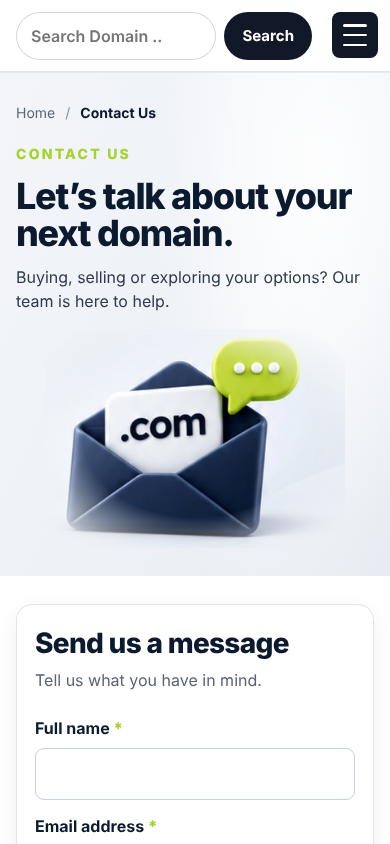 Search Domain ..
Search
Home / Contact Us
CONTACT US
Let’s talk about your
next domain.
Buying, selling or exploring your options? Our
team is here to help.
.com
Send us a message
Tell us what you have in mind.
Full name *
Email address *